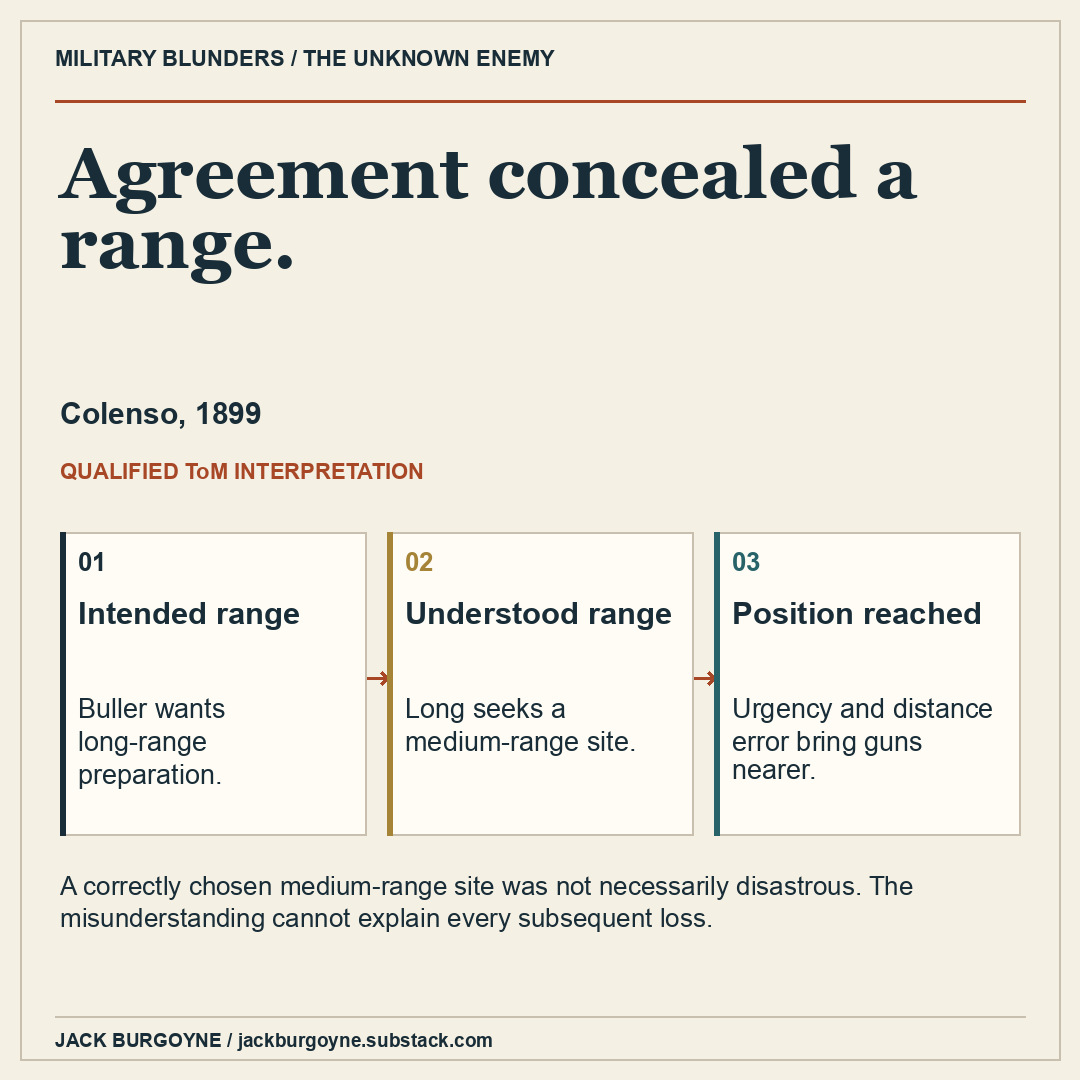 MILITARY BLUNDERS / THE UNKNOWN ENEMY
Agreement concealed a
range.
Colenso, 1899
QUALIFIED ToM INTERPRETATION
01
Intended range
Buller wants
long-range
preparation.
02
Understood range
Long seeks a
medium-range site.
03
Position reached
Urgency and distance
error bring guns
nearer.
A correctly chosen medium-range site was not necessarily disastrous. The
misunderstanding cannot explain every subsequent loss.
JACK BURGOYNE / jackburgoyne.substack.com